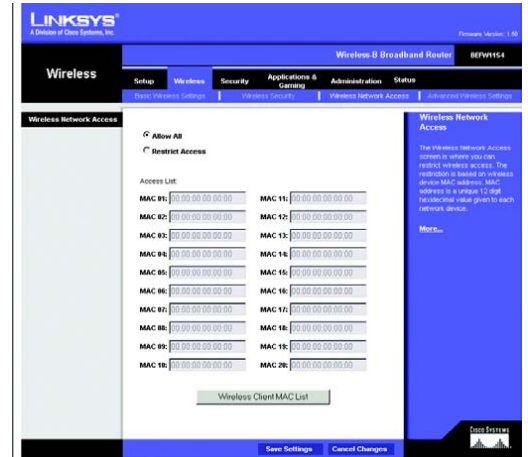 LINKSYS®
A Division of Cisco Systems, Inc.
Firmware Version: 1.50
Wireless-B Broadband Router
BEFW11S4
Wireless
Setup
Wireless
Security
Applications & Gaming
Administration
Status
Basic Wireless Settings
Wireless Security
Wireless Network Access
Advanced Wireless Settings
Wireless Network Access
Allow All
Restrict Access
Access List:
MAC 01: 00:00:00:00:00:00
MAC 11: 00:00:00:00:00:00
MAC 02: 00:00:00:00:00:00
MAC 12: 00:00:00:00:00:00
MAC 03: 00:00:00:00:00:00
MAC 13: 00:00:00:00:00:00
MAC 04: 00:00:00:00:00:00
MAC 14: 00:00:00:00:00:00
MAC 05: 00:00:00:00:00:00
MAC 15: 00:00:00:00:00:00
MAC 06: 00:00:00:00:00:00
MAC 16: 00:00:00:00:00:00
MAC 07: 00:00:00:00:00:00
MAC 17: 00:00:00:00:00:00
MAC 08: 00:00:00:00:00:00
MAC 18: 00:00:00:00:00:00
MAC 09: 00:00:00:00:00:00
MAC 19: 00:00:00:00:00:00
MAC 10: 00:00:00:00:00:00
MAC 20: 00:00:00:00:00:00
Wireless Client MAC List
Wireless Network
Access
The Wireless Network Access
screen is where you can
restrict wireless access. The
restriction is based on wireless
device MAC address. MAC
address is a unique 12 digit
hexidecimal value given to each
network device.
More...
Save Settings
Cancel Changes
CISCO SYSTEMS